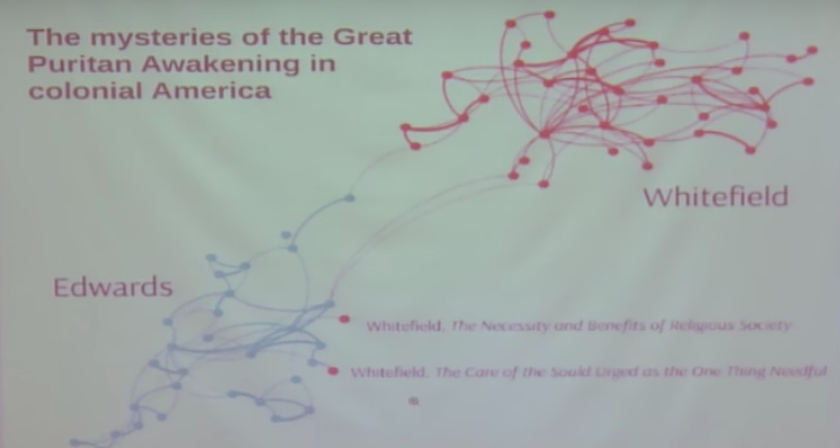 The mysteries of the Great
Puritan Awakening in
colonial America
Whitefield
Edwards
Whitefield, The Necessity and Benefits of Religious Society
Whitefield, The Care of the Sould Urged as the One Thing Needful